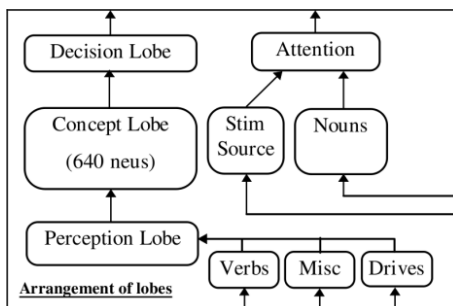 Decision Lobe
Attention
Concept Lobe
(640 neus)
Stim
Source
Nouns
Perception Lobe
Verbs
Misc
Drives
Arrangement of lobes